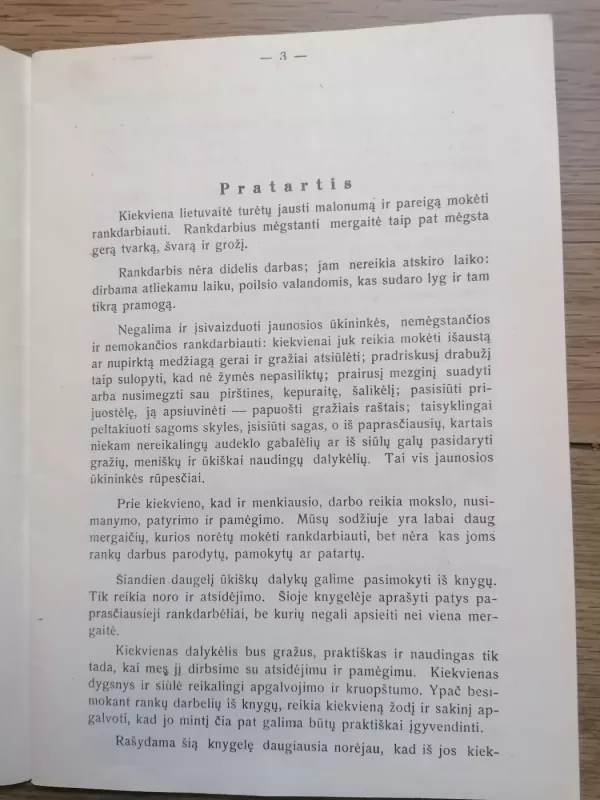 — 3 —
Pratartis
Kiekviena lietuvaitė turėtų jausti malonumą ir pareigą mokėti
rankdarbiauti. Rankdarbius mėgstanti mergaitė taip pat mėgsta
gerą tvarką, švarą ir grožį.
Rankdarbis nėra didelis darbas; jam nereikia atskiro laiko:
dirbama atliekamu laiku, poilsio valandomis, kas sudaro lyg ir tam
tikrą pramogą.
Negalima ir įsivaizduoti jaunosios ūkininkės, nemėgstančios
ir nemokančios rankdarbiauti: kiekvienai juk reikia mokėti išaustą
ar nupirktą medžiagą gerai ir gražiai atsiūlėti; pradriskusį drabužį
taip sulopyti, kad nė žymės nepasiliktų; prairusį mezginį suadyti
arba nusimegzti sau pirštines, kepuraitę, šalikėlį; pasisiūti pri-
juostėlę, ją apsiuvinėti — papuošti gražiais raštais; taisyklingai
peltakiuoti sagoms skyles, įsisiūti sagas, o iš paprasčiausių, kartais
niekam nereikalingų audeklo gabalėlių ar iš siūlų galų pasidaryti
gražių, meniškų ir ūkiškai naudingų dalykėlių. Tai vis jaunosios
ūkininkės rūpesčiai.
Prie kiekvieno, kad ir menkiausio, darbo reikia mokslo, nusi-
manymo, patyrimo ir pamėgimo. Mūsų sodžiuje yra labai daug
mergaičių, kurios norėtų mokėti rankdarbiauti, bet nėra kas joms
rankų darbus parodytų, pamokytų ar patartų.
Šiandien daugelį ūkiškų dalykų galime pasimokyti iš knygų.
Tik reikia noro ir atsidėjimo. Šioje knygelėje aprašyti patys pa-
prasčiausieji rankdarbėliai, be kurių negali apsieiti nei viena mer-
gaitė.
Kiekvienas dalykėlis bus gražus, praktiškas ir naudingas tik
tada, kai mes jį dirbsime su atsidėjimu ir pamėgimu. Kiekvienas
dygsnys ir siūlė reikalingi apgalvojimo ir kruopštumo. Ypač besi-
mokant rankų darbelių iš knygų, reikia kiekvieną žodį ir sakinį ap-
galvoti, kad jo mintį čia pat galima būtų praktiškai įgyvendinti.
Rašydama šią knygelę daugiausia norėjau, kad iš jos kiek-